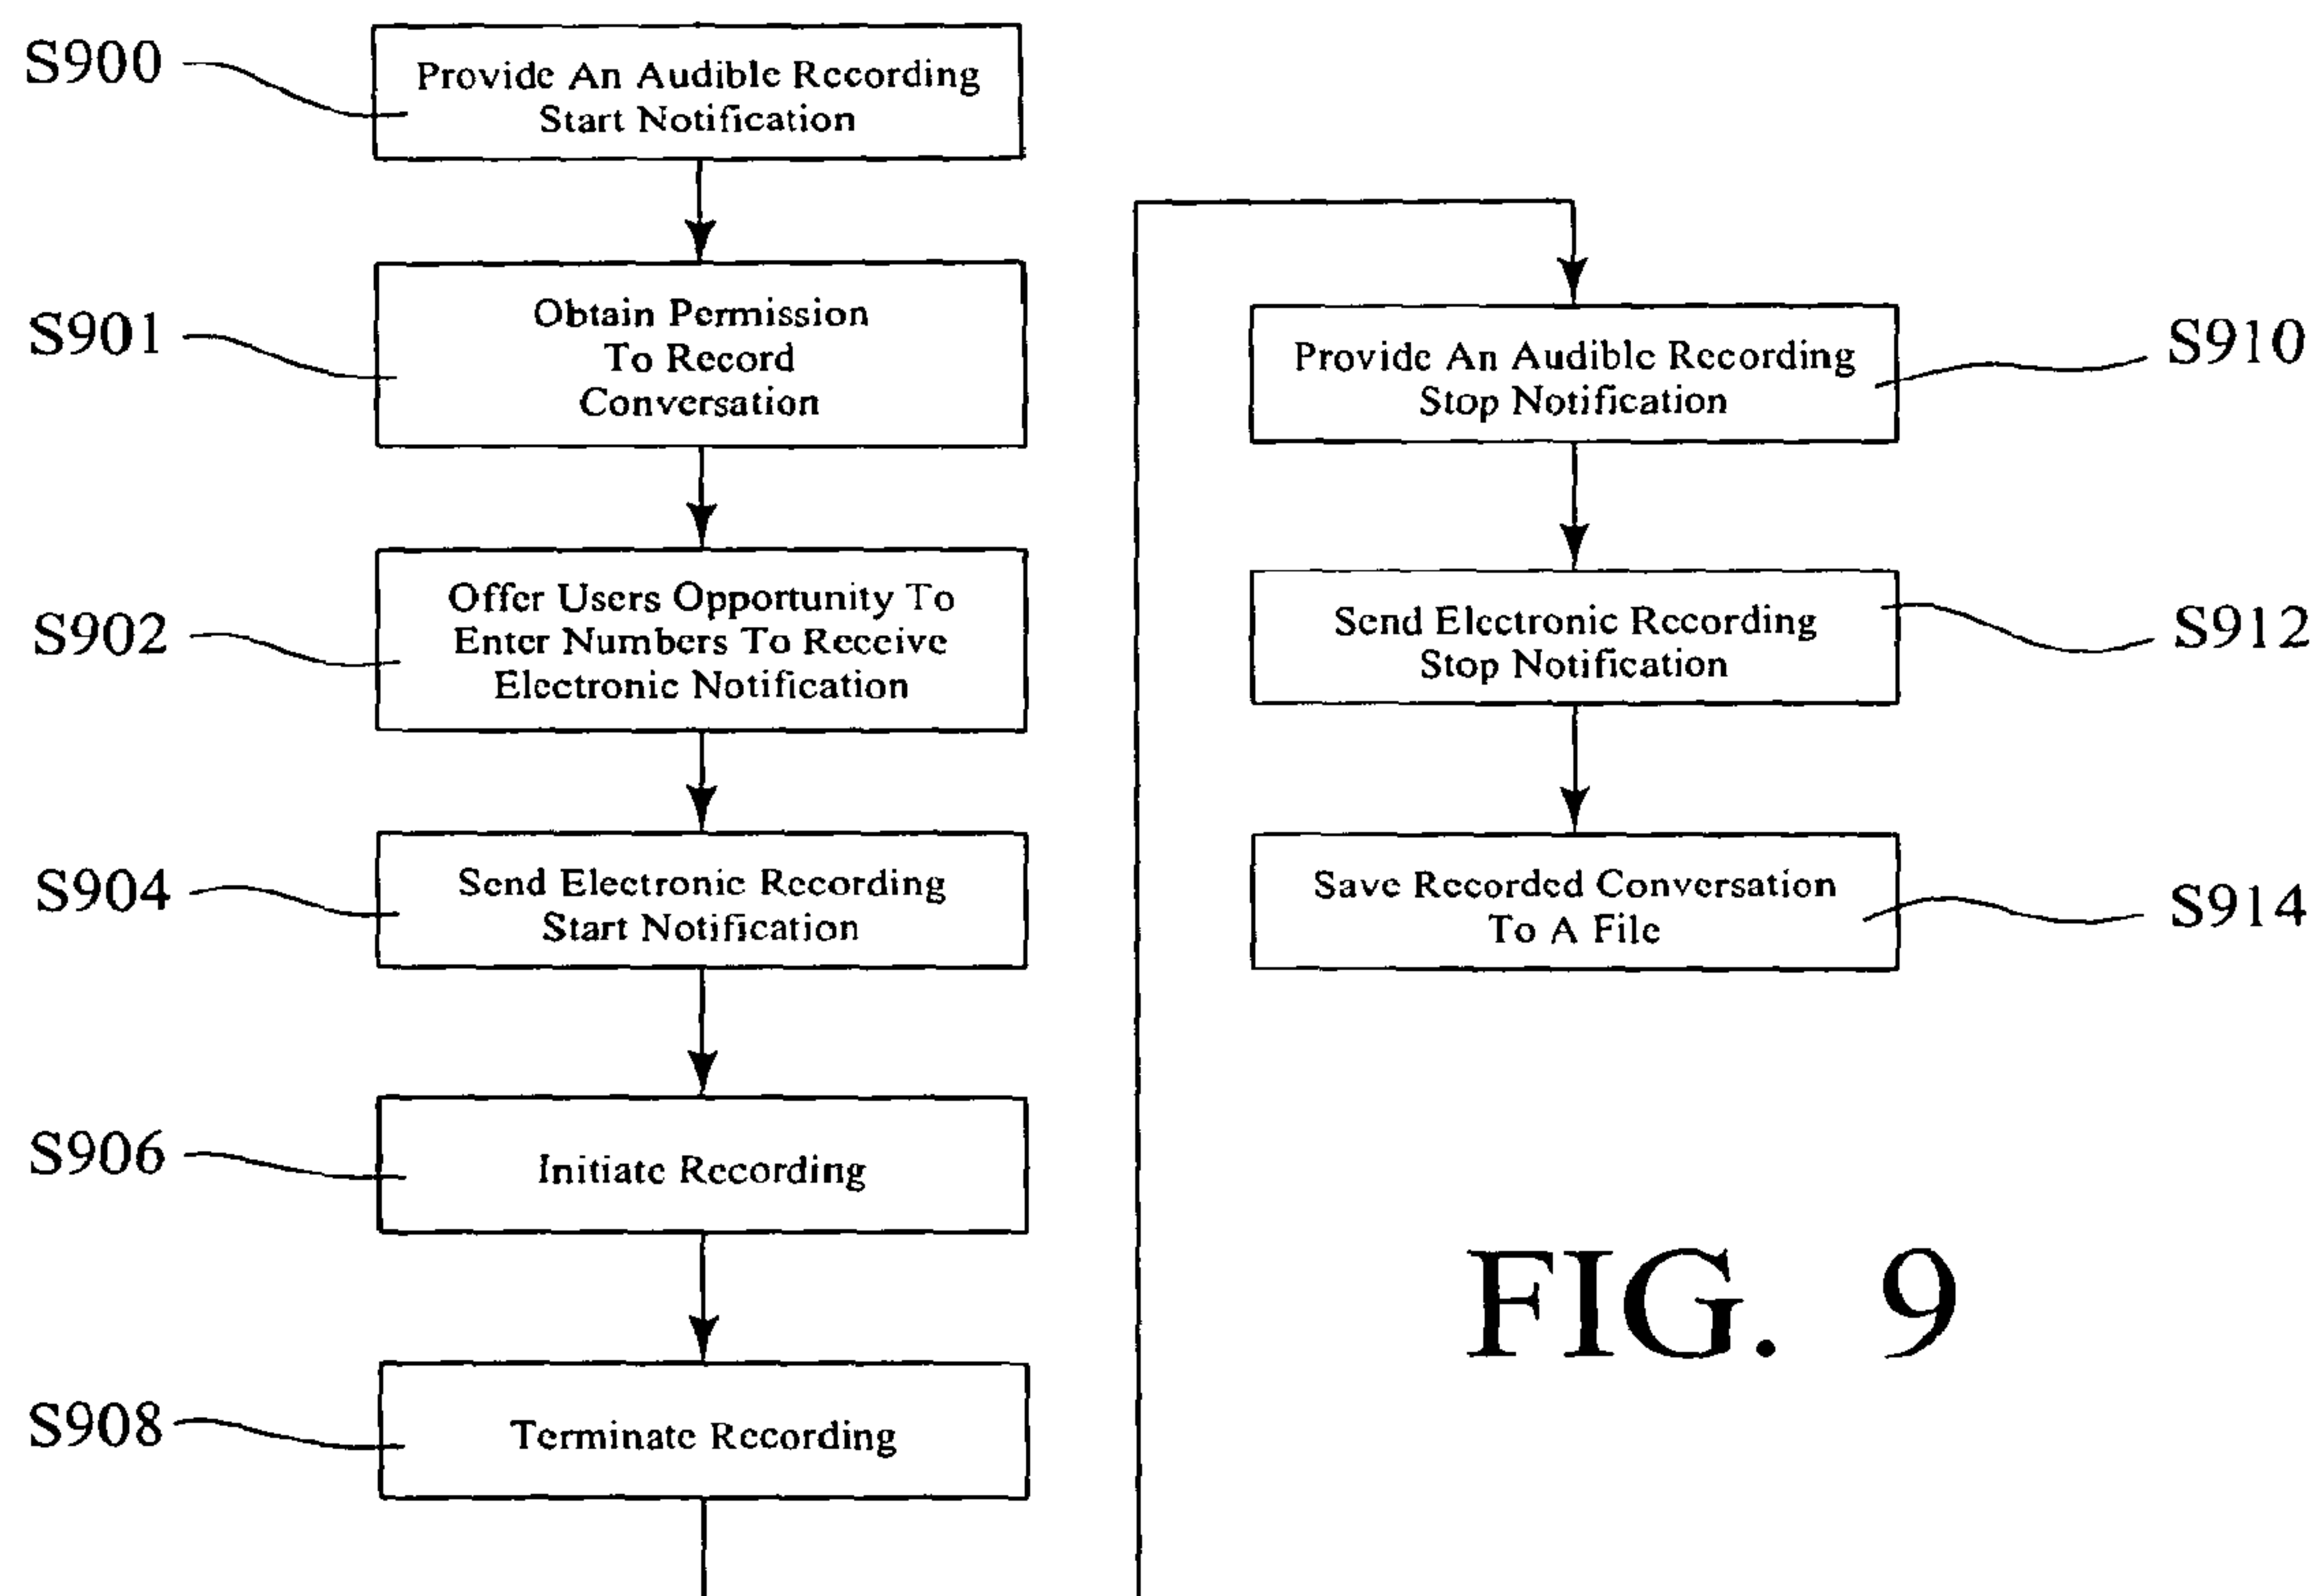 S900
Provide An Audible Recording
Start Notification
S901
Obtain Permission
To Record
Conversation
S902
Offer Users Opportunity To
Enter Numbers To Receive
Electronic Notification
S904
Send Electronic Recording
Start Notification
S906
Initiate Recording
S908
Terminate Recording
Provide An Audible Recording
Stop Notification
S910
Send Electronic Recording
Stop Notification
S912
Save Recorded Conversation
To A File
S914
FIG. 9